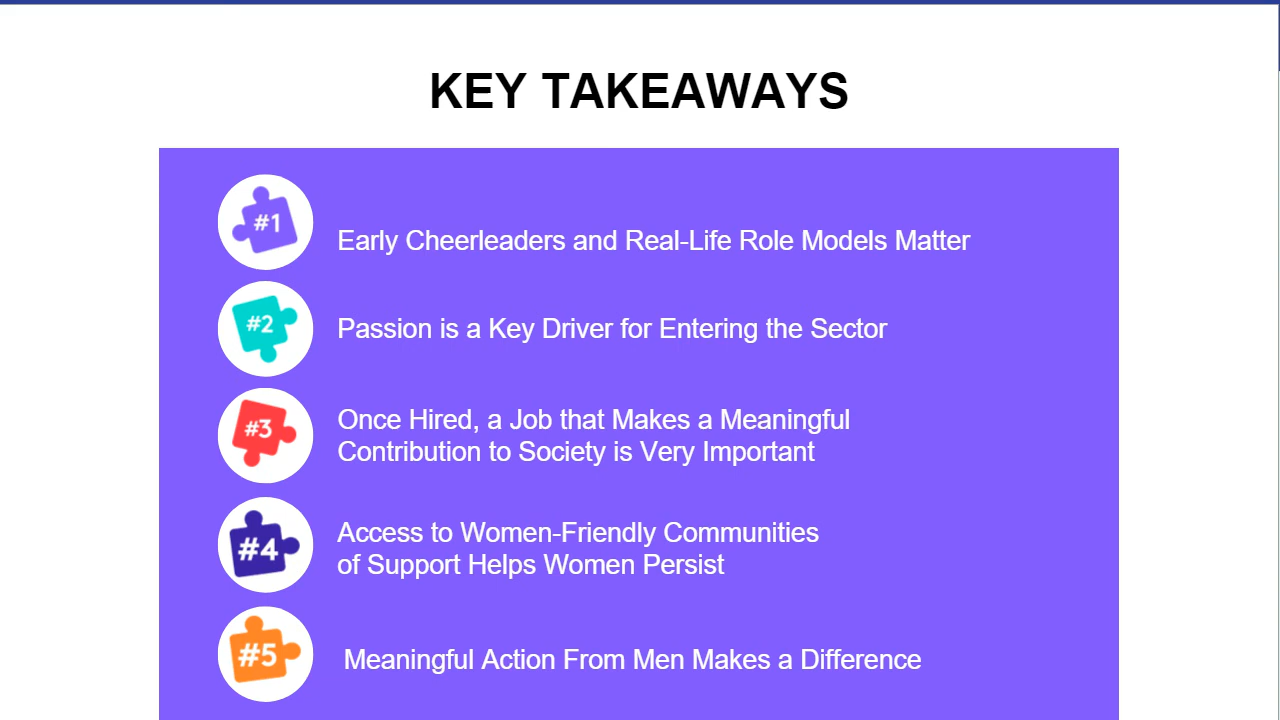 KEY TAKEAWAYS
#1
Early Cheerleaders and Real-Life Role Models Matter
#2
Passion is a Key Driver for Entering the Sector
#3
Once Hired, a Job that Makes a Meaningful
Contribution to Society is Very Important
#4
Access to Women-Friendly Communities
of Support Helps Women Persist
#5
Meaningful Action From Men Makes a Difference